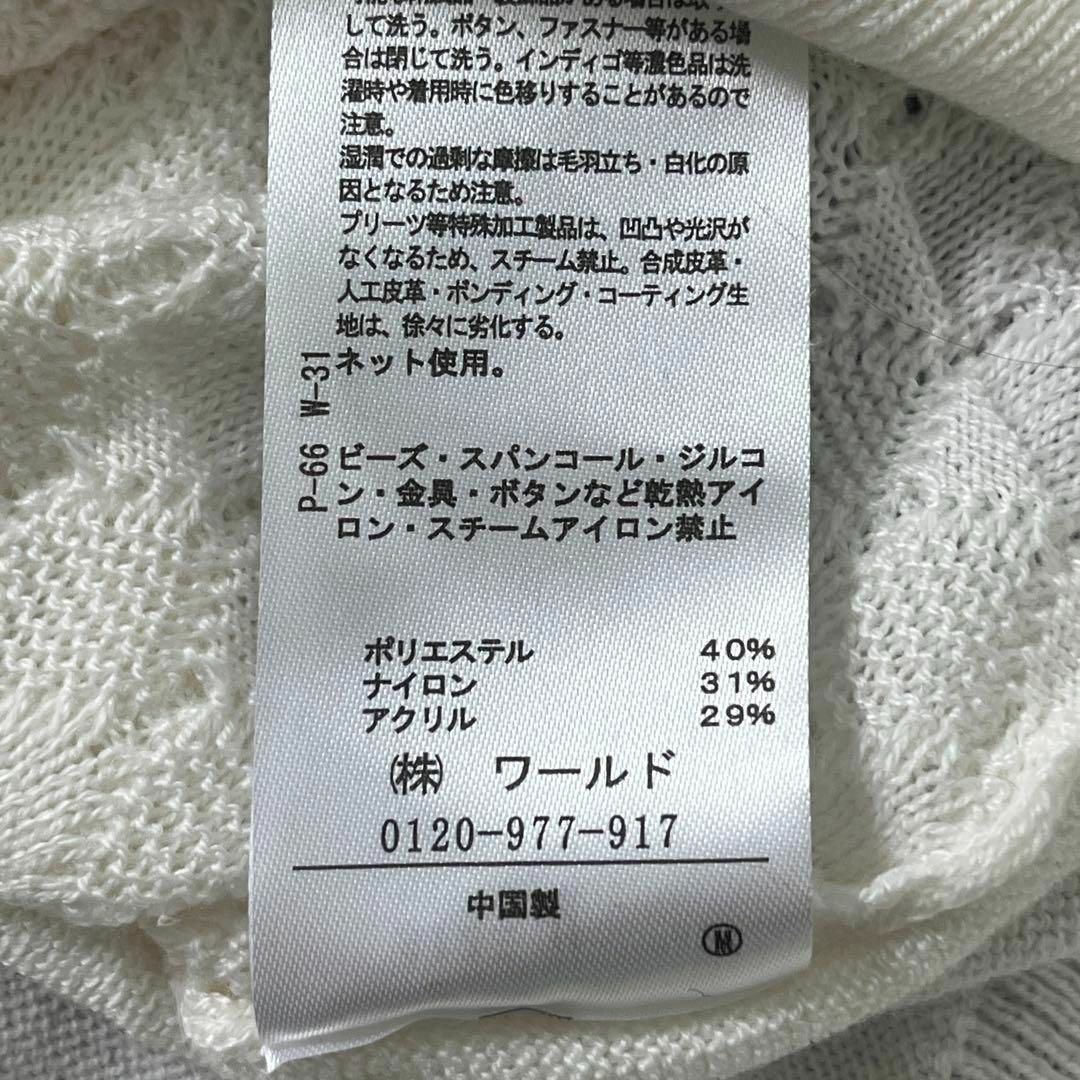 して洗う。ボタン、ファスナー等がある場
合は閉じて洗う。インディゴ等濃色品は洗
濯時や着用時に色移りすることがあるので
注意。
湿潤での過剰な摩擦は毛羽立ち・白化の原
因となるため注意。
プリーツ等特殊加工製品は、凹凸や光沢が
なくなるため、スチーム禁止。合成皮革・
人工皮革・ボンディング・コーティング生
地は、徐々に劣化する。
ネット使用。
P-66 W-31
ビーズ・スパンコール・ジルコ
ン・金具・ボタンなど乾熱アイ
ロン・スチームアイロン禁止
ポリエステル 40%
ナイロン 31%
アクリル 29%
㈱ ワールド
0120-977-917
中国製
Ⓜ